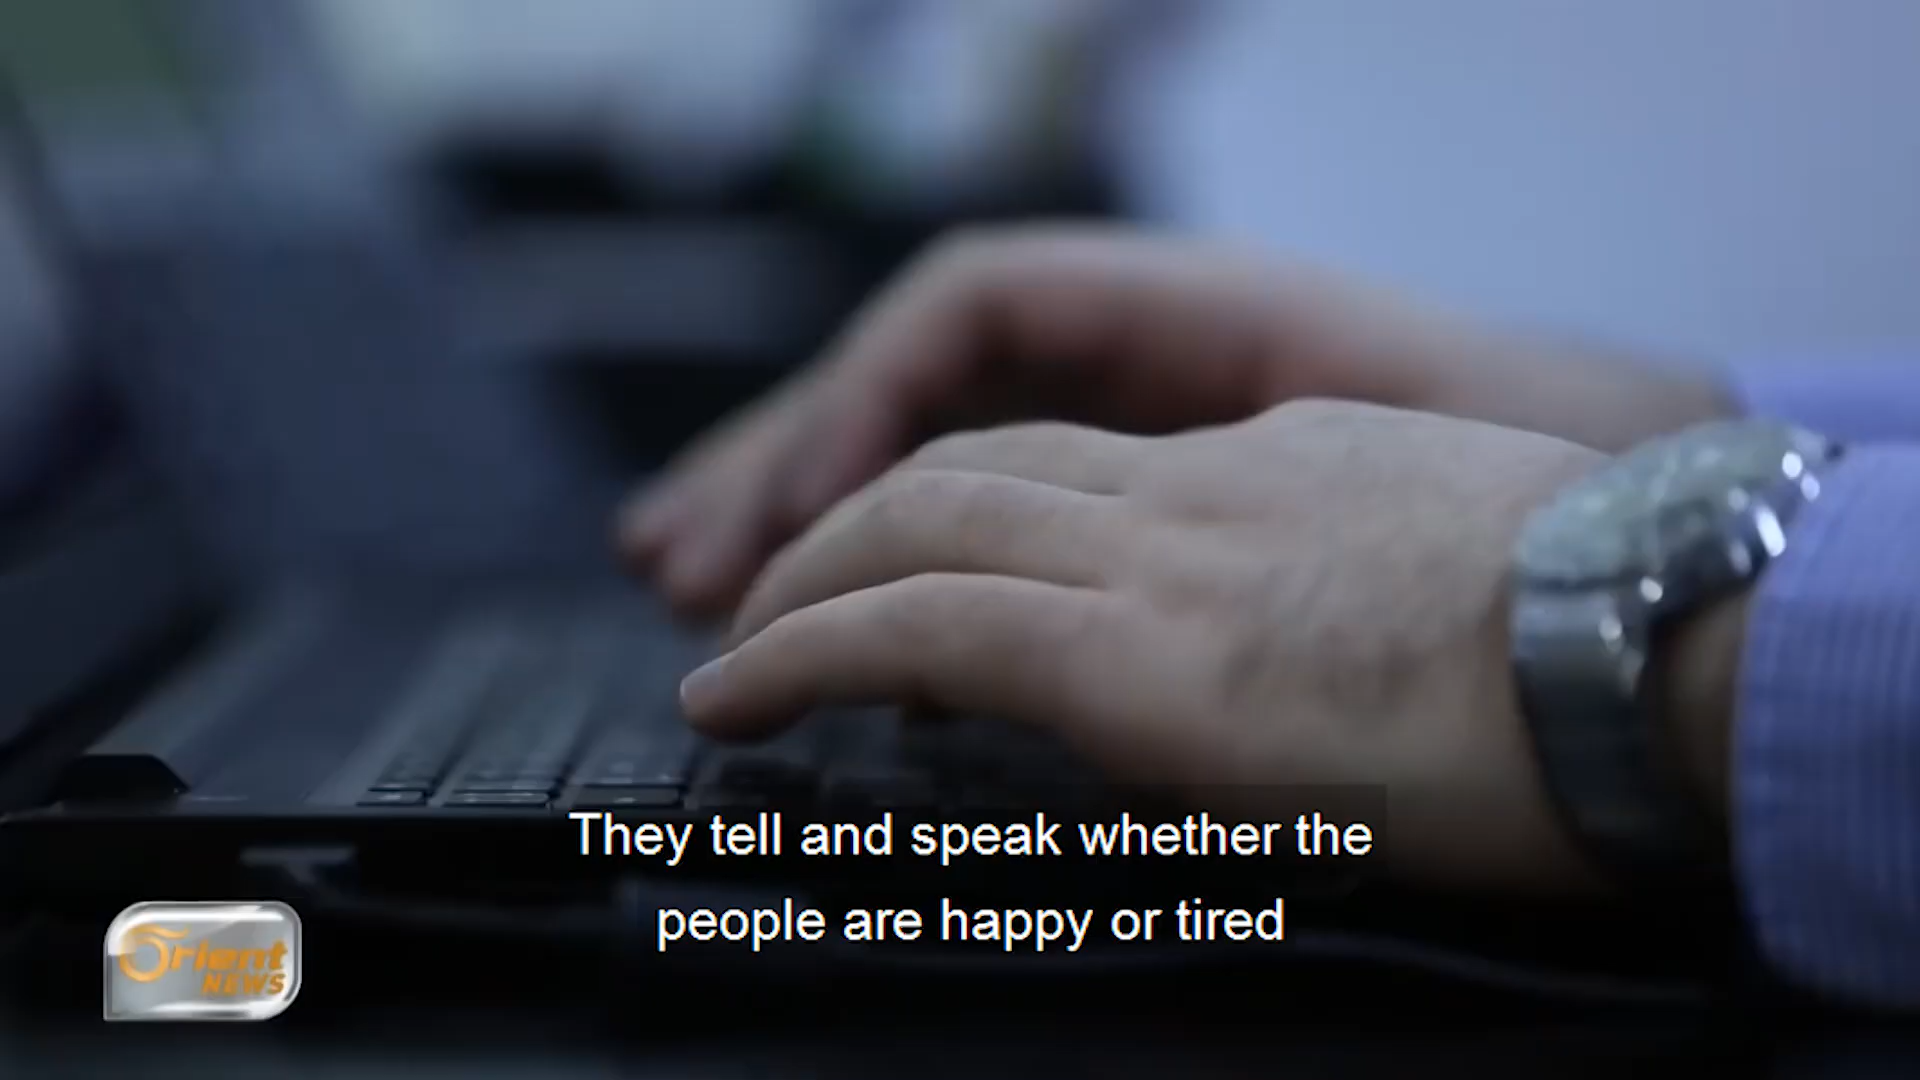 They tell and speak whether the
people are happy or tired
Orient
NEWS